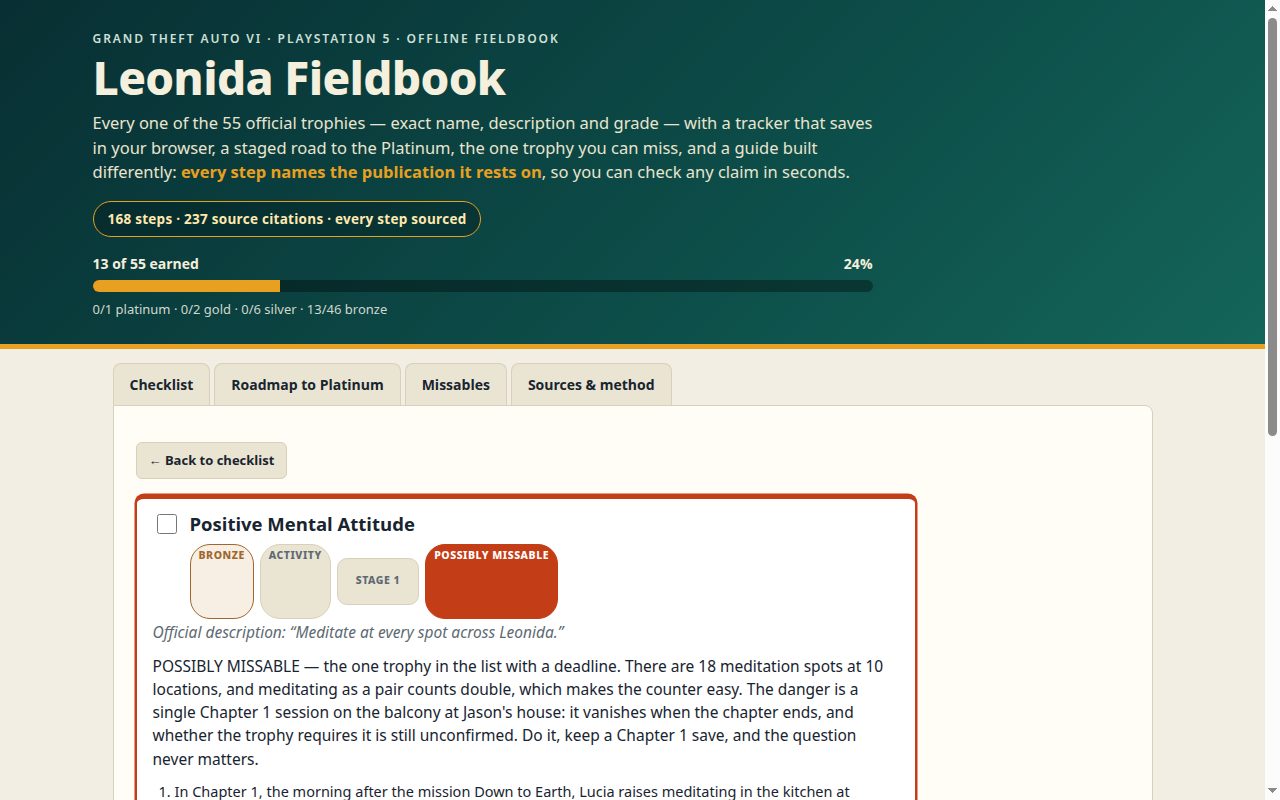 GRAND THEFT AUTO VI · PLAYSTATION 5 · OFFLINE FIELDBOOK
Leonida Fieldbook
Every one of the 55 official trophies — exact name, description and grade — with a tracker that saves
in your browser, a staged road to the Platinum, the one trophy you can miss, and a guide built
differently: every step names the publication it rests on, so you can check any claim in seconds.
168 steps · 237 source citations · every step sourced
13 of 55 earned 24%
0/1 platinum · 0/2 gold · 0/6 silver · 13/46 bronze
Checklist Roadmap to Platinum Missables Sources & method
← Back to checklist
Positive Mental Attitude
BRONZE ACTIVITY STAGE 1 POSSIBLY MISSABLE
Official description: “Meditate at every spot across Leonida.”
POSSIBLY MISSABLE — the one trophy in the list with a deadline. There are 18 meditation spots at 10
locations, and meditating as a pair counts double, which makes the counter easy. The danger is a
single Chapter 1 session on the balcony at Jason's house: it vanishes when the chapter ends, and
whether the trophy requires it is still unconfirmed. Do it, keep a Chapter 1 save, and the question
never matters.
1. In Chapter 1, the morning after the mission Down to Earth, Lucia raises meditating in the kitchen at